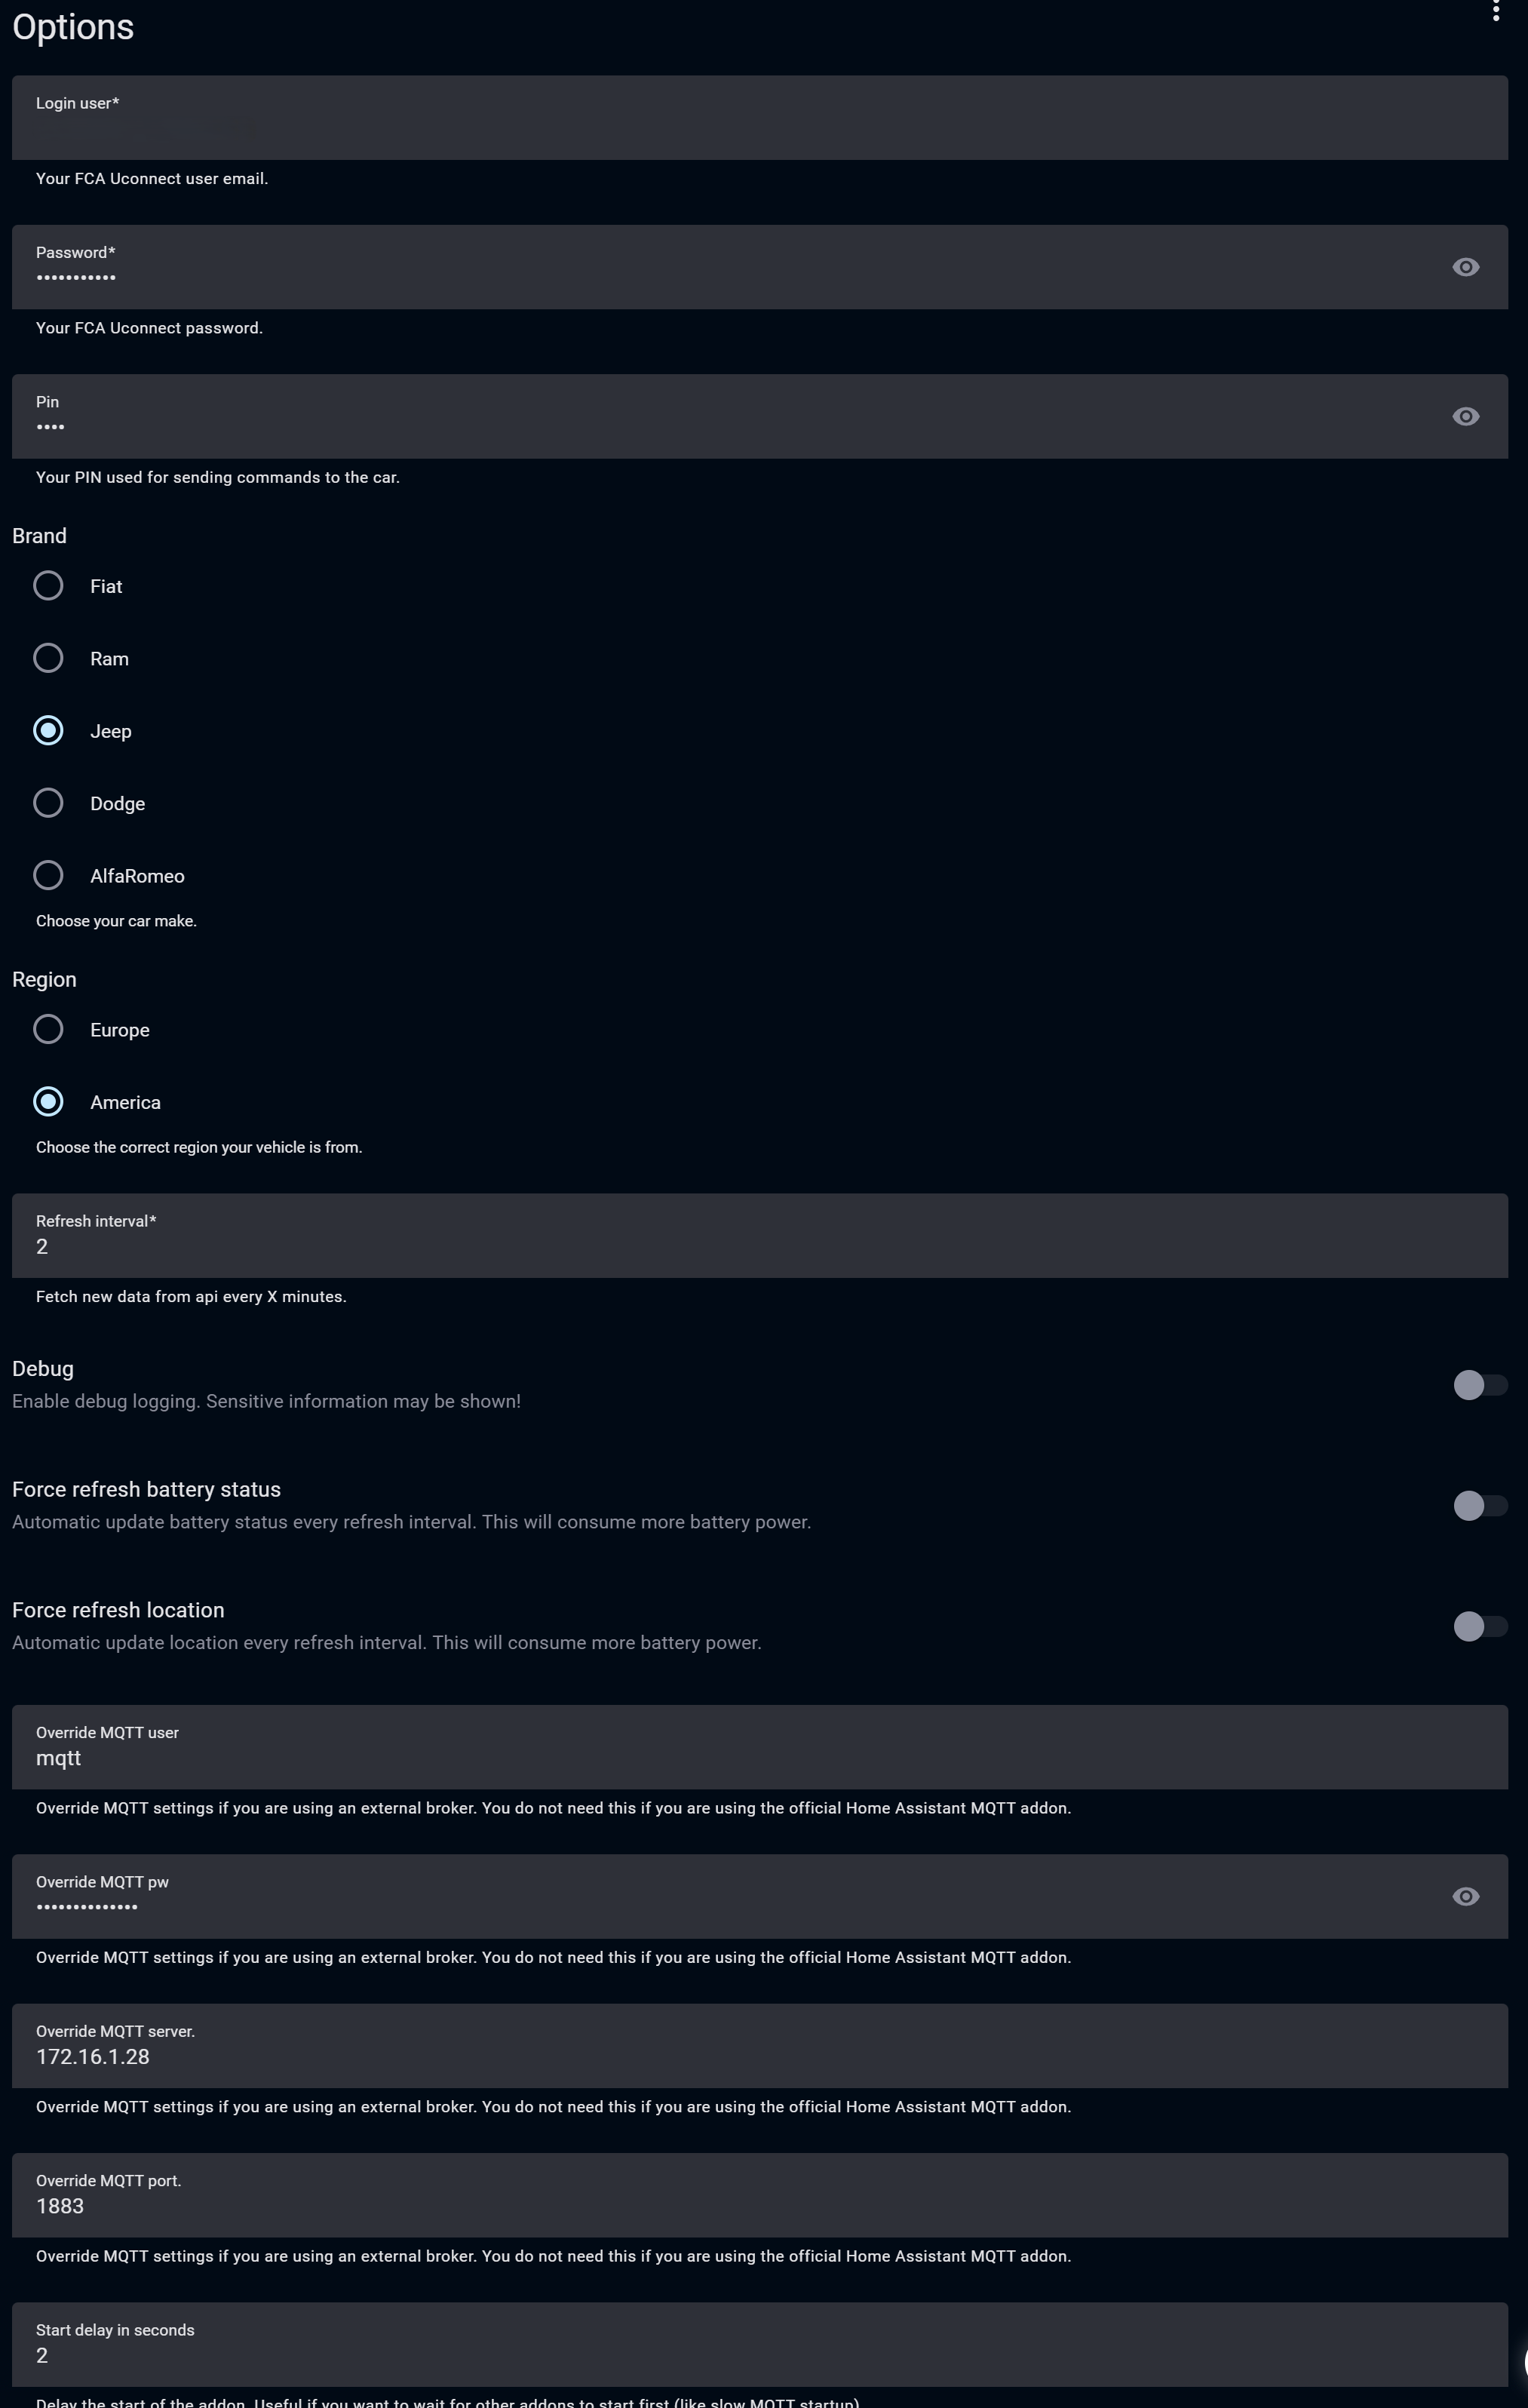 Options
Login user*
Your FCA Uconnect user email.
Password*
•••••••••••
Your FCA Uconnect password.
Pin
••••
Your PIN used for sending commands to the car.
Brand
Fiat
Ram
Jeep
Dodge
AlfaRomeo
Choose your car make.
Region
Europe
America
Choose the correct region your vehicle is from.
Refresh interval*
2
Fetch new data from api every X minutes.
Debug
Enable debug logging. Sensitive information may be shown!
Force refresh battery status
Automatic update battery status every refresh interval. This will consume more battery power.
Force refresh location
Automatic update location every refresh interval. This will consume more battery power.
Override MQTT user
mqtt
Override MQTT settings if you are using an external broker. You do not need this if you are using the official Home Assistant MQTT addon.
Override MQTT pw
••••••••••••••
Override MQTT settings if you are using an external broker. You do not need this if you are using the official Home Assistant MQTT addon.
Override MQTT server.
172.16.1.28
Override MQTT settings if you are using an external broker. You do not need this if you are using the official Home Assistant MQTT addon.
Override MQTT port.
1883
Override MQTT settings if you are using an external broker. You do not need this if you are using the official Home Assistant MQTT addon.
Start delay in seconds
2
Delay the start of the addon. Useful if you want to wait for other addons to start first (like slow MQTT startup)